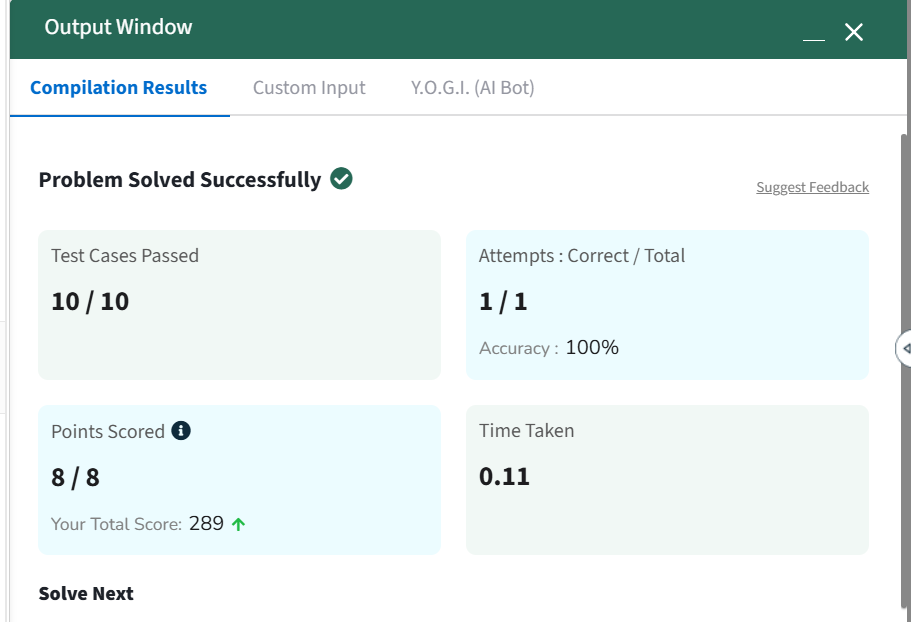 Output Window
Compilation Results Custom Input Y.O.G.I. (AI Bot)
Problem Solved Successfully
Suggest Feedback
Test Cases Passed
10 / 10
Attempts : Correct / Total
1 / 1
Accuracy : 100%
Points Scored
8 / 8
Your Total Score: 289
Time Taken
0.11
Solve Next